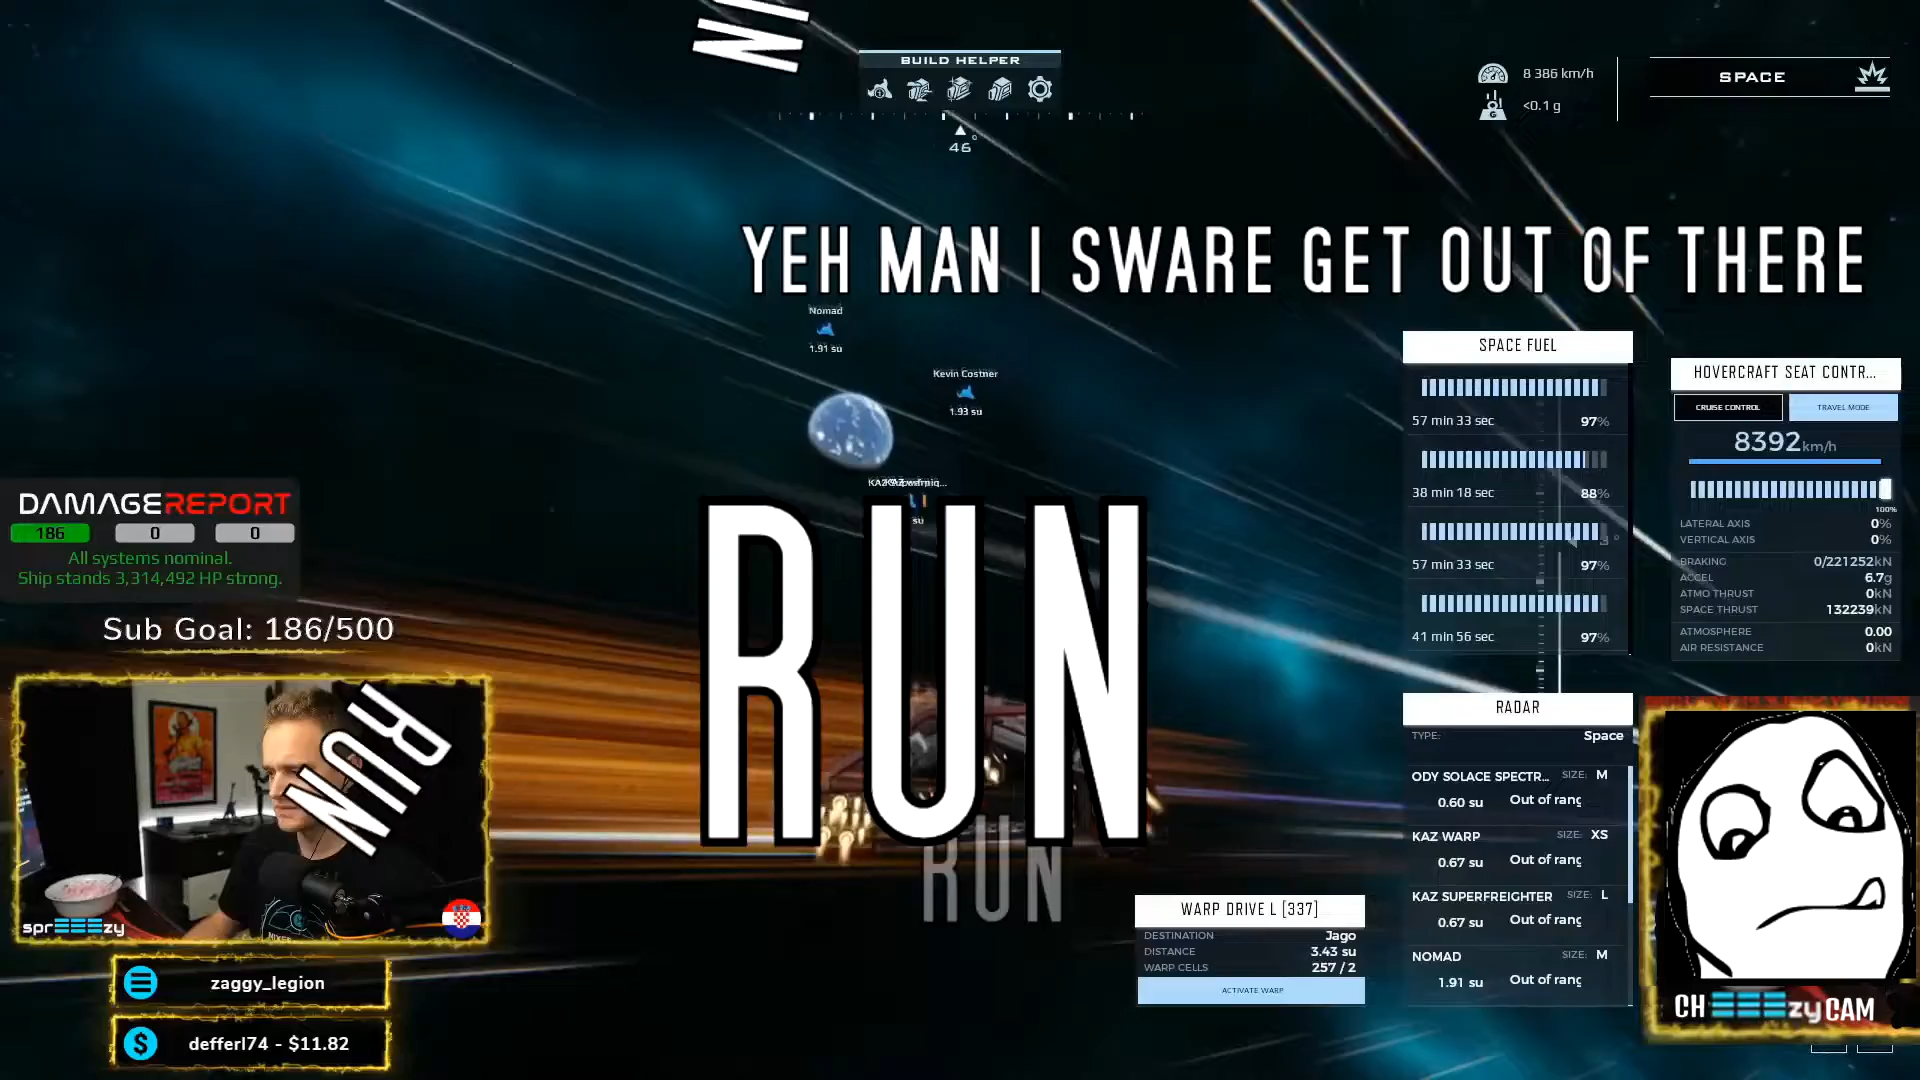 RUN
BUILD HELPER
46°
8 386 km/h
<0.1 g
SPACE
YEH MAN I SWARE GET OUT OF THERE
Nomad
1.91 su
Kevin Costner
1.93 su
su
SPACE FUEL
57 min 33 sec 97%
38 min 18 sec 88%
57 min 33 sec 97%
41 min 56 sec 97%
HOVERCRAFT SEAT CONTR...
CRUISE CONTROL TRAVEL MODE
8392 km/h
100%
LATERAL AXIS 0%
VERTICAL AXIS 0%
BRAKING 0/221252kN
ACCEL 6.7g
ATMO THRUST 0kN
SPACE THRUST 132239kN
ATMOSPHERE 0.00
AIR RESISTANCE 0kN
DAMAGEREPORT
186 0 0
All systems nominal.
Ship stands 3,314,492 HP strong.
Sub Goal: 186/500
RUN
RUN
RUN
RADAR
TYPE: Space
ODY SOLACE SPECTR... SIZE: M
0.60 su Out of rang
KAZ WARP SIZE: XS
0.67 su Out of rang
KAZ SUPERFREIGHTER SIZE: L
0.67 su Out of rang
NOMAD SIZE: M
1.91 su Out of rang
WARP DRIVE L [337]
DESTINATION Jago
DISTANCE 3.43 su
WARP CELLS 257 / 2
ACTIVATE WARP
MIXER
sprEEEzy
zaggy_legion
defferl74 - $11.82
CHEEEzyCAM